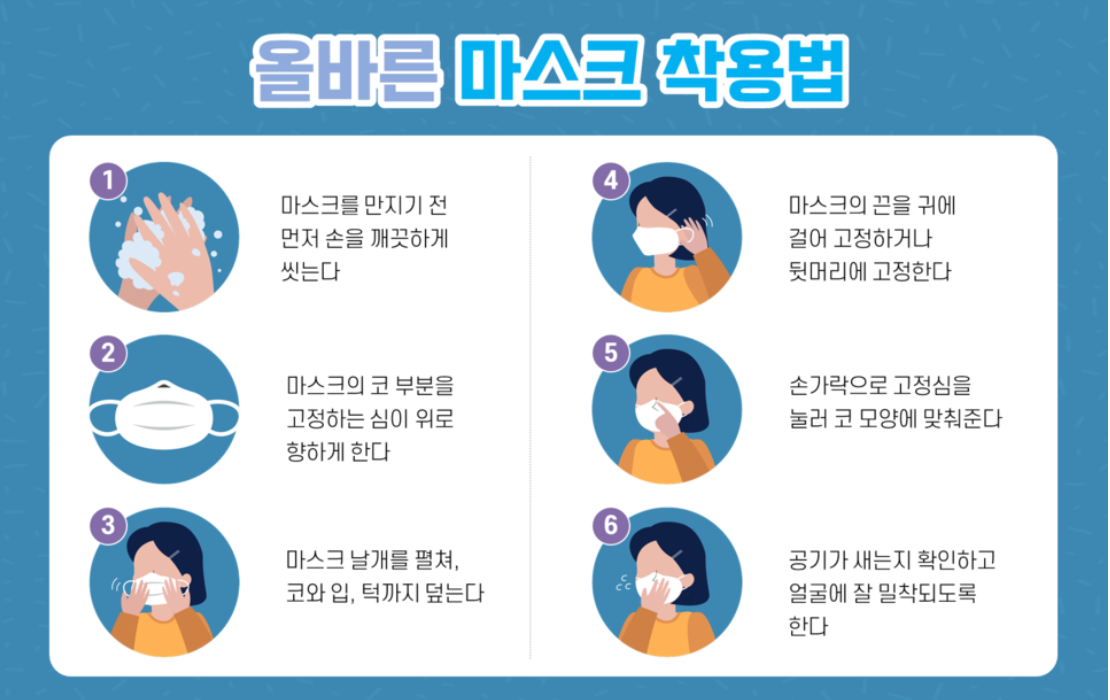 올바른 마스크 착용법
1
마스크를 만지기 전
먼저 손을 깨끗하게
씻는다
2
마스크의 코 부분을
고정하는 심이 위로
향하게 한다
3
마스크 날개를 펼쳐,
코와 입, 턱까지 덮는다
4
마스크의 끈을 귀에
걸어 고정하거나
뒷머리에 고정한다
5
손가락으로 고정심을
눌러 코 모양에 맞춰준다
6
공기가 새는지 확인하고
얼굴에 잘 밀착되도록
한다